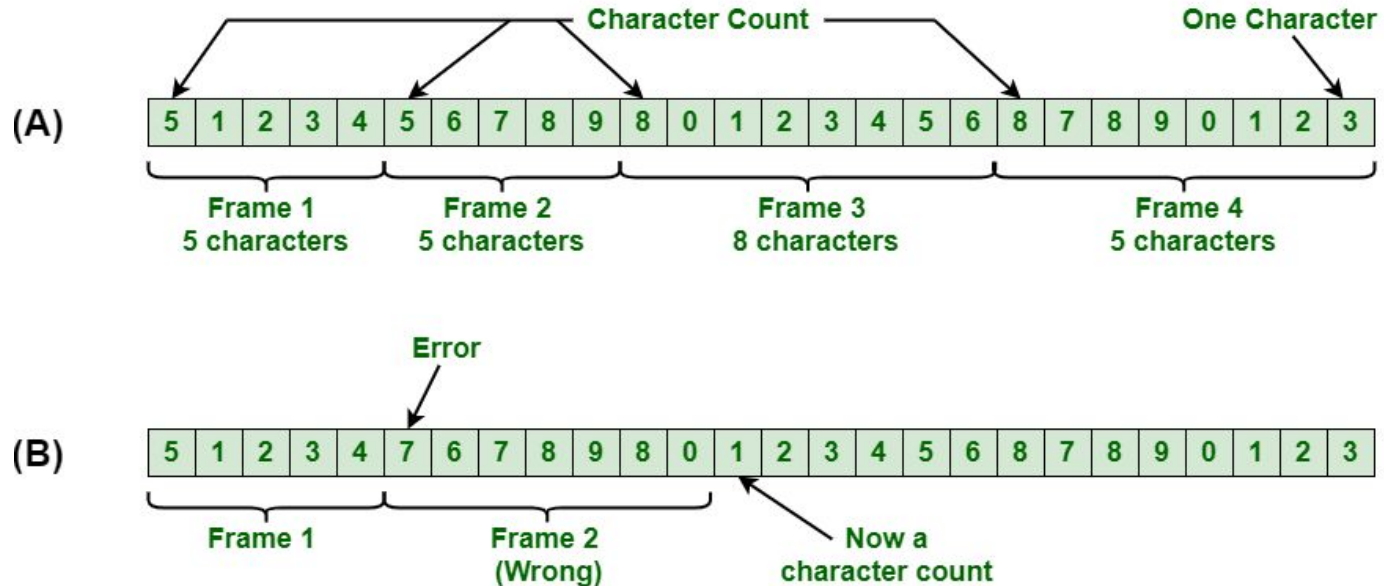 Character Count
One Character
(A)
5 1 2 3 4 5 6 7 8 9 8 0 1 2 3 4 5 6 8 7 8 9 0 1 2 3
Frame 1
5 characters
Frame 2
5 characters
Frame 3
8 characters
Frame 4
5 characters
Error
(B)
5 1 2 3 4 7 6 7 8 9 8 0 1 2 3 4 5 6 8 7 8 9 0 1 2 3
Frame 1
Frame 2
(Wrong)
Now a
character count